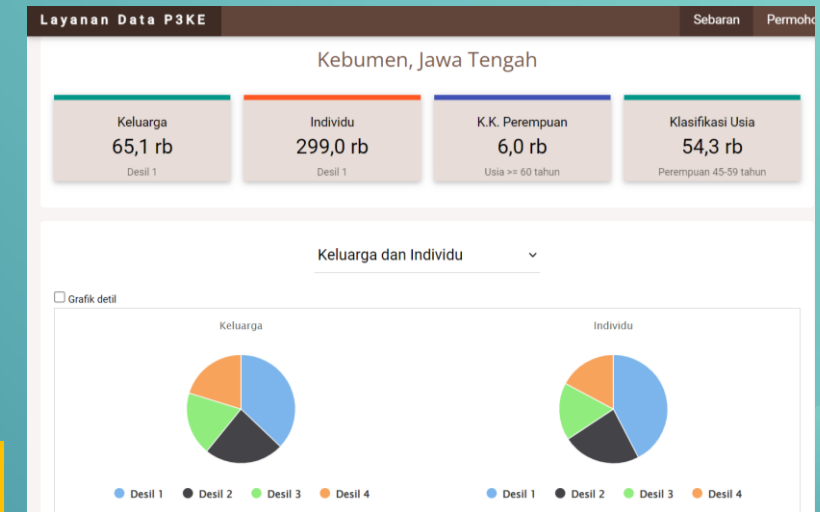 Layanan Data P3KE
Sebaran
Kebumen, Jawa Tengah
Keluarga
65,1 rb
Desil 1
Individu
299,0 rb
Desil 1
K.K. Perempuan
6,0 rb
Usia >= 60 tahun
Klasifikasi Usia
54,3 rb
Perempuan 45-59 tahun
Keluarga dan Individu
Grafik detil
Keluarga
Desil 1 Desil 2 Desil 3 Desil 4
Individu
Desil 1 Desil 2 Desil 3 Desil 4